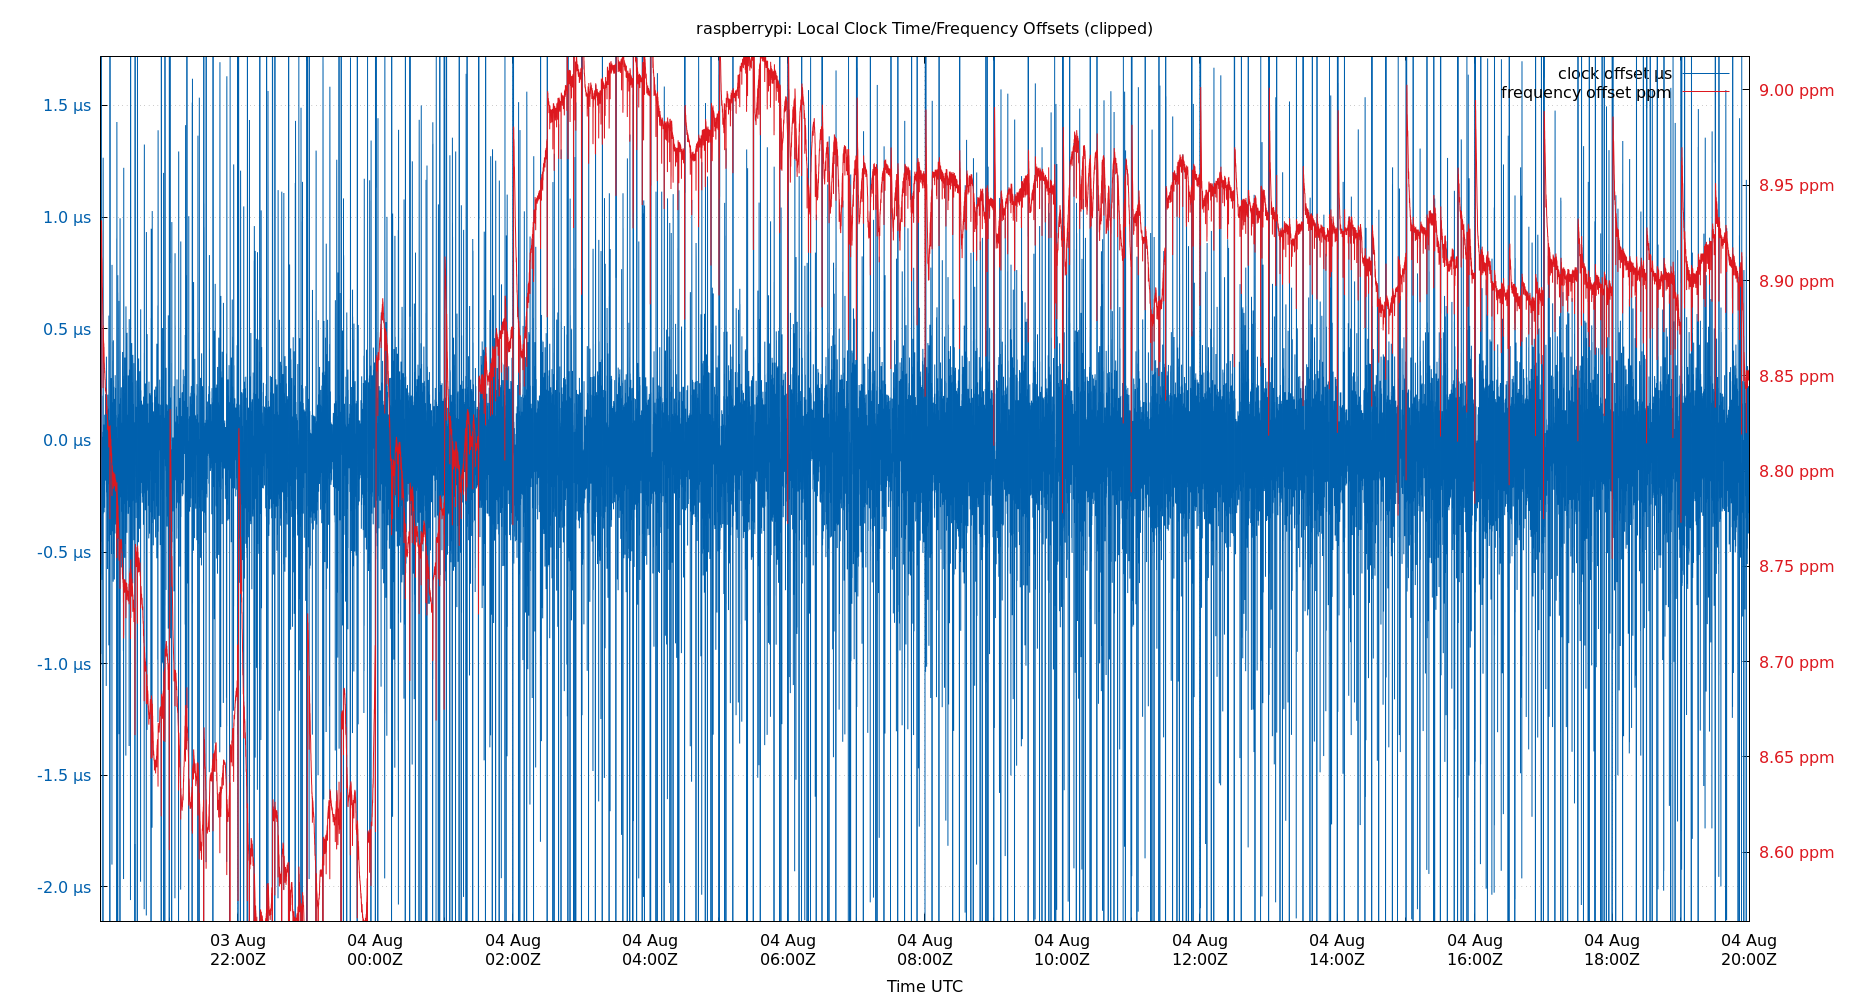 raspberrypi: Local Clock Time/Frequency Offsets (clipped)
clock offset µs
frequency offset ppm
1.5 µs
1.0 µs
0.5 µs
0.0 µs
-0.5 µs
-1.0 µs
-1.5 µs
-2.0 µs
9.00 ppm
8.95 ppm
8.90 ppm
8.85 ppm
8.80 ppm
8.75 ppm
8.70 ppm
8.65 ppm
8.60 ppm
03 Aug 04 Aug 04 Aug 04 Aug 04 Aug 04 Aug 04 Aug 04 Aug 04 Aug 04 Aug 04 Aug 04 Aug
22:00Z 00:00Z 02:00Z 04:00Z 06:00Z 08:00Z 10:00Z 12:00Z 14:00Z 16:00Z 18:00Z 20:00Z
Time UTC